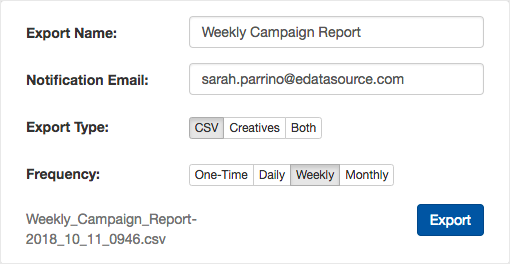 Export Name: Weekly Campaign Report
Notification Email: sarah.parrino@edatasource.com
Export Type: CSV Creatives Both
Frequency: One-Time Daily Weekly Monthly
Weekly_Campaign_Report-
2018_10_11_0946.csv
Export